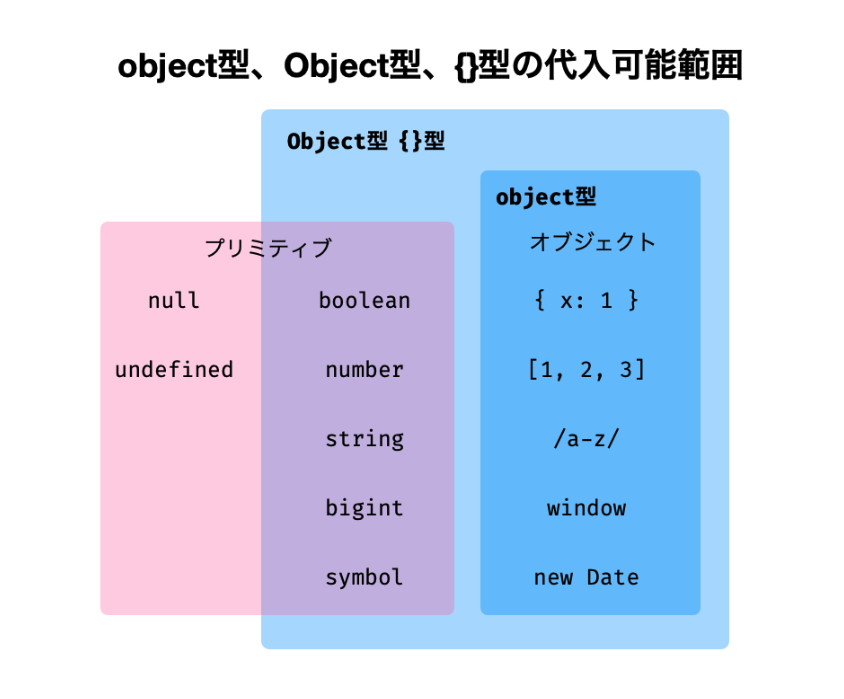 object型、Object型、{}型の代入可能範囲
Object型 {}型
object型
プリミティブ
オブジェクト
null
boolean
{ x: 1 }
undefined
number
[1, 2, 3]
string
/a-z/
bigint
window
symbol
new Date